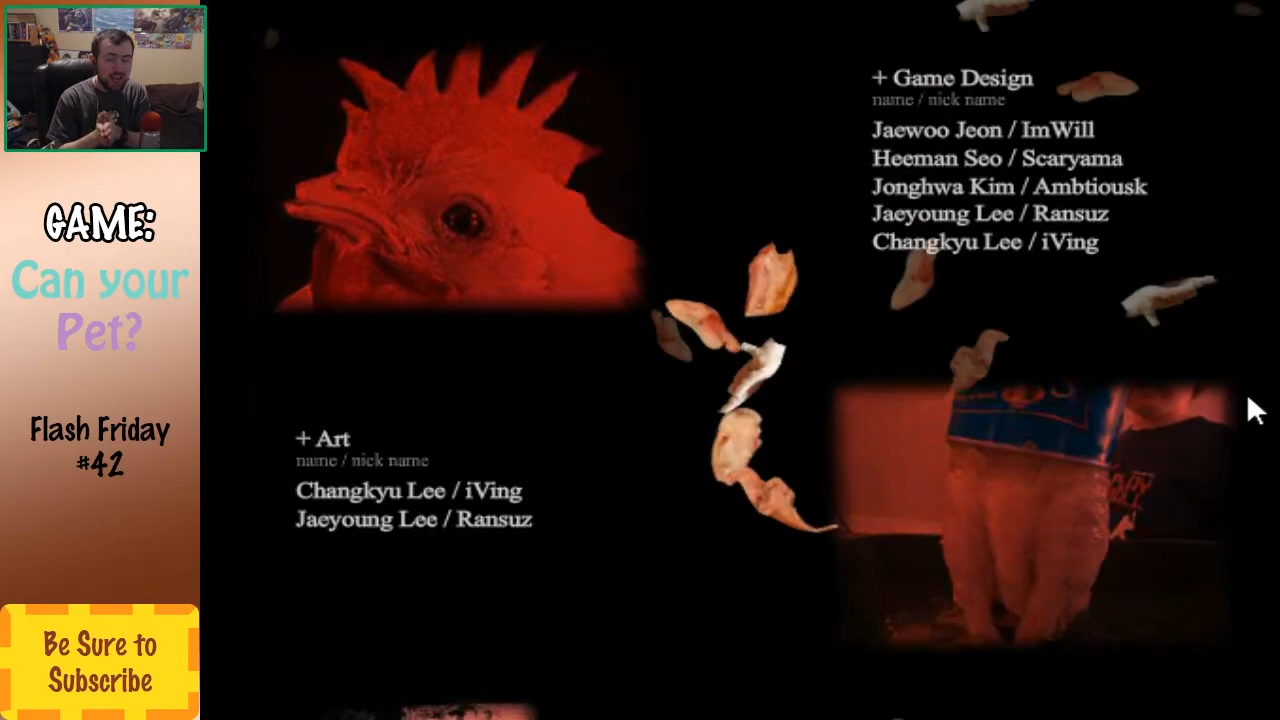 GAME:
Can your
Pet?
Flash Friday
#42
Be Sure to
Subscribe
+ Game Design
name / nick name
Jaewoo Jeon / ImWill
Heeman Seo / Scaryama
Jonghwa Kim / Ambtiousk
Jaeyoung Lee / Ransuz
Changkyu Lee / iVing
+ Art
name / nick name
Changkyu Lee / iVing
Jaeyoung Lee / Ransuz